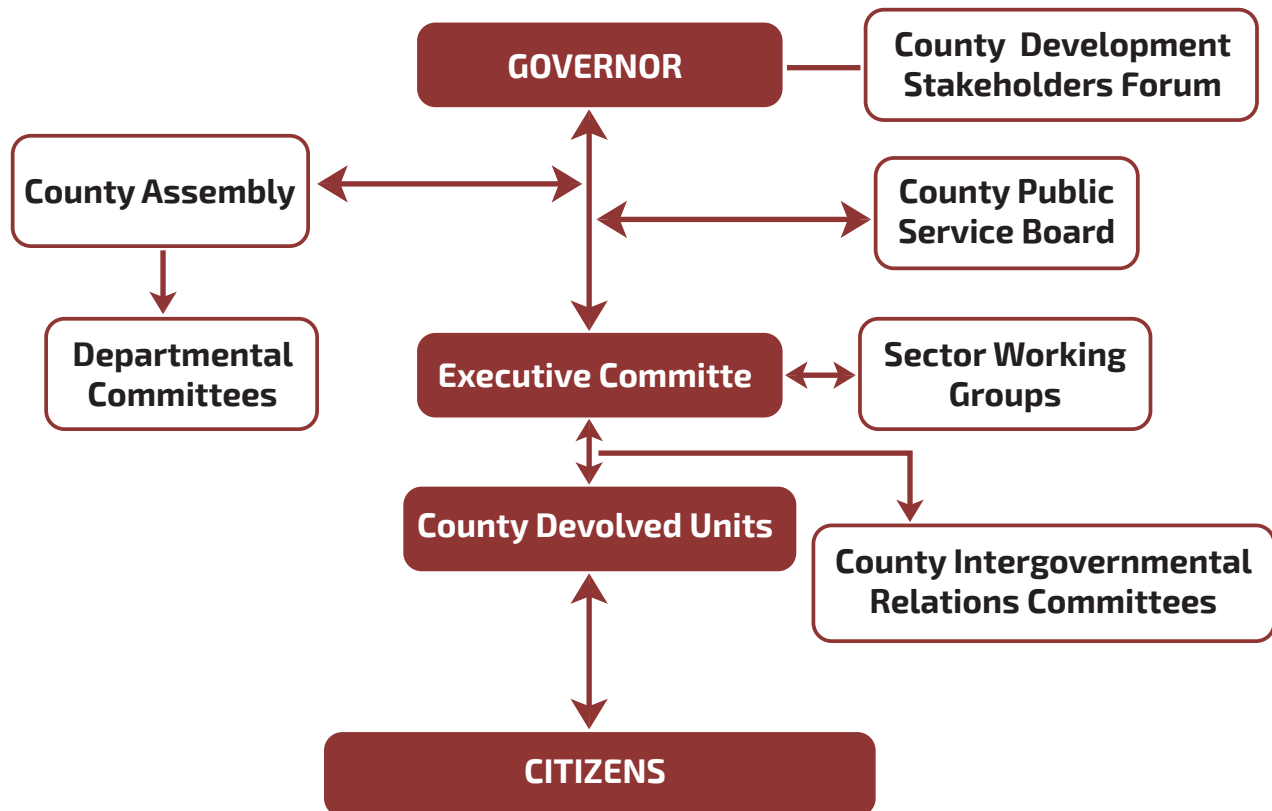 GOVERNOR
County Development
Stakeholders Forum
County Assembly
County Public
Service Board
Departmental
Committees
Executive Committe
Sector Working
Groups
County Devolved Units
County Intergovernmental
Relations Committees
CITIZENS